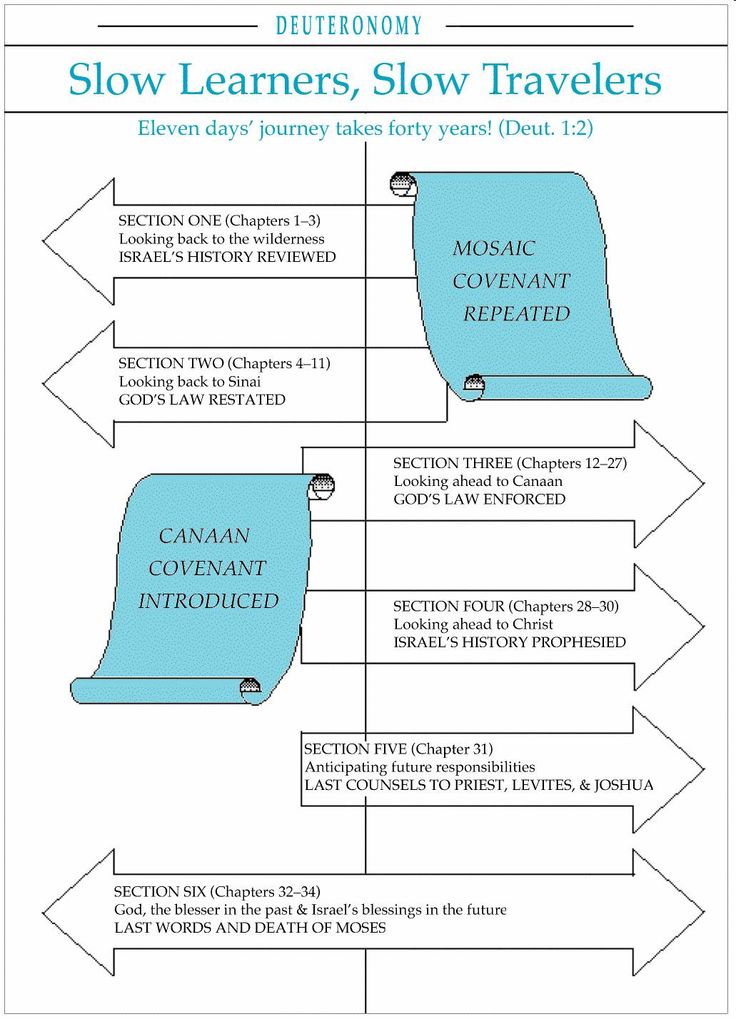 DEUTERONOMY
Slow Learners, Slow Travelers
Eleven days’ journey takes forty years! (Deut. 1:2)
SECTION ONE (Chapters 1–3)
Looking back to the wilderness
ISRAEL’S HISTORY REVIEWED
MOSAIC
COVENANT
REPEATED
SECTION TWO (Chapters 4–11)
Looking back to Sinai
GOD’S LAW RESTATED
SECTION THREE (Chapters 12–27)
Looking ahead to Canaan
GOD’S LAW ENFORCED
CANAAN
COVENANT
INTRODUCED
SECTION FOUR (Chapters 28–30)
Looking ahead to Christ
ISRAEL’S HISTORY PROPHESIED
SECTION FIVE (Chapter 31)
Anticipating future responsibilities
LAST COUNSELS TO PRIEST, LEVITES, & JOSHUA
SECTION SIX (Chapters 32–34)
God, the blesser in the past & Israel’s blessings in the future
LAST WORDS AND DEATH OF MOSES